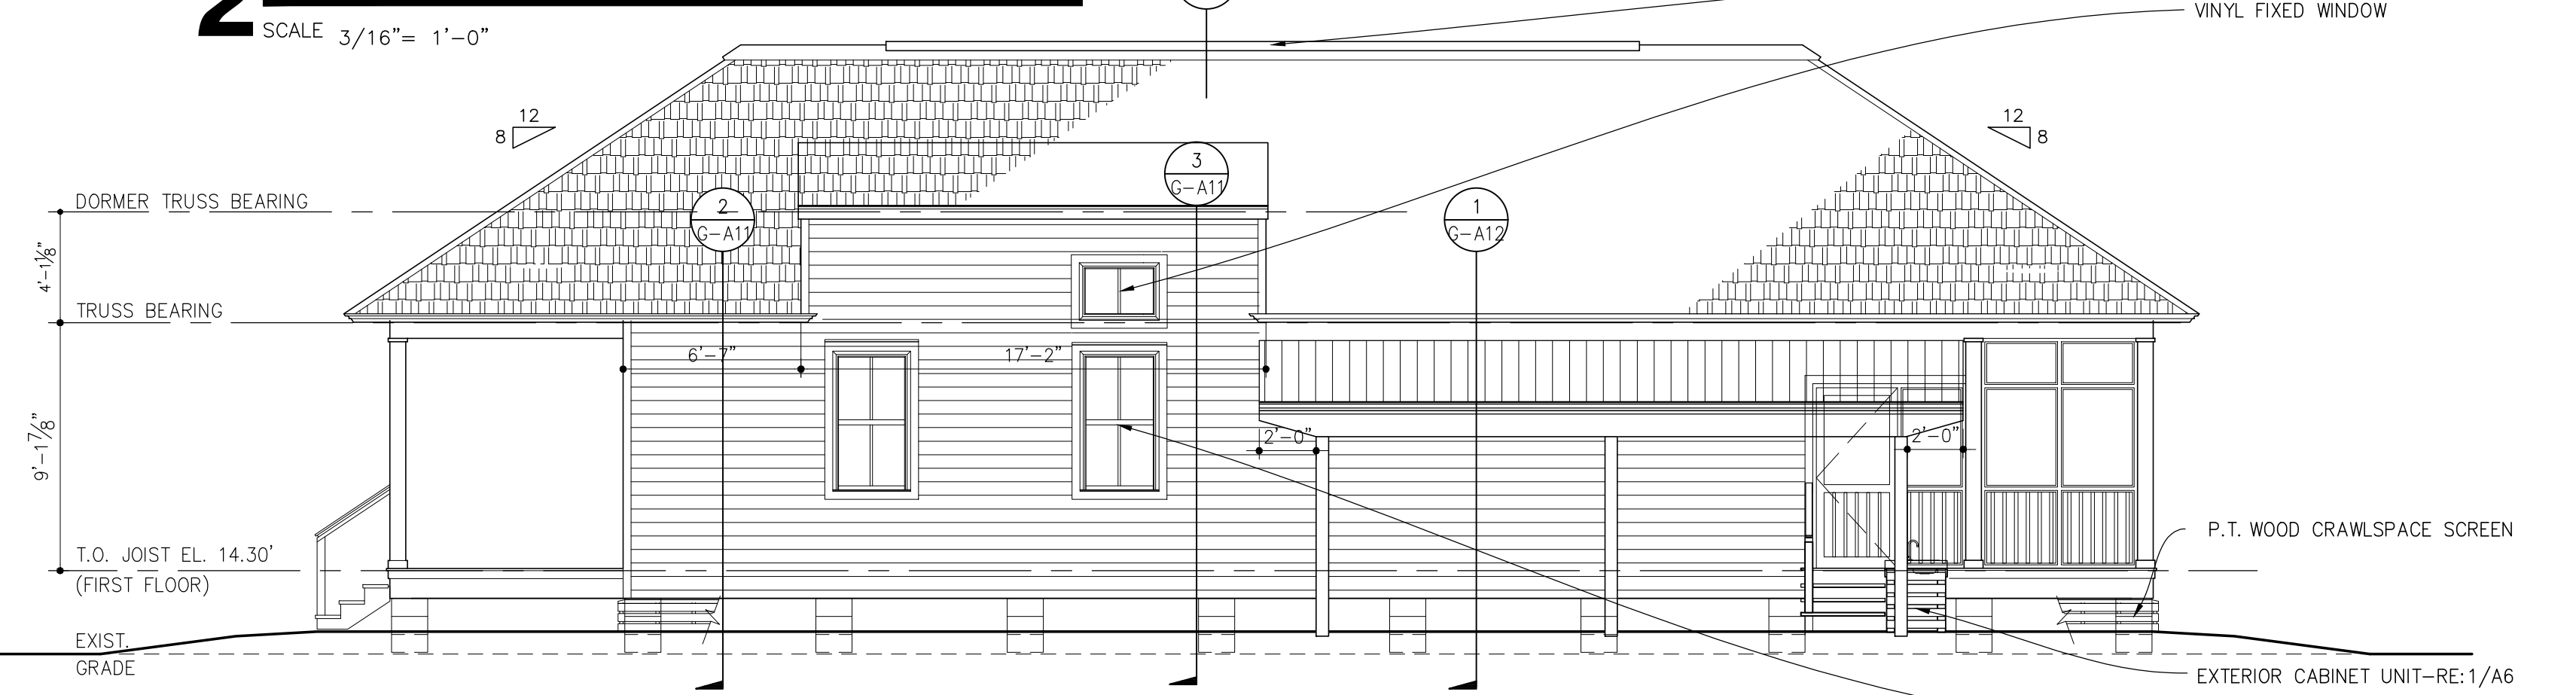 2
SCALE 3/16"= 1'-0"
VINYL FIXED WINDOW
12
8
12
8
3
G-A11
DORMER TRUSS BEARING
2
G-A11
1
G-A12
4'-1⅛"
TRUSS BEARING
6'-7"
17'-2"
9'-1⅞"
2'-0"
2'-0"
P.T. WOOD CRAWLSPACE SCREEN
T.O. JOIST EL. 14.30'
(FIRST FLOOR)
EXIST.
GRADE
EXTERIOR CABINET UNIT-RE:1/A6